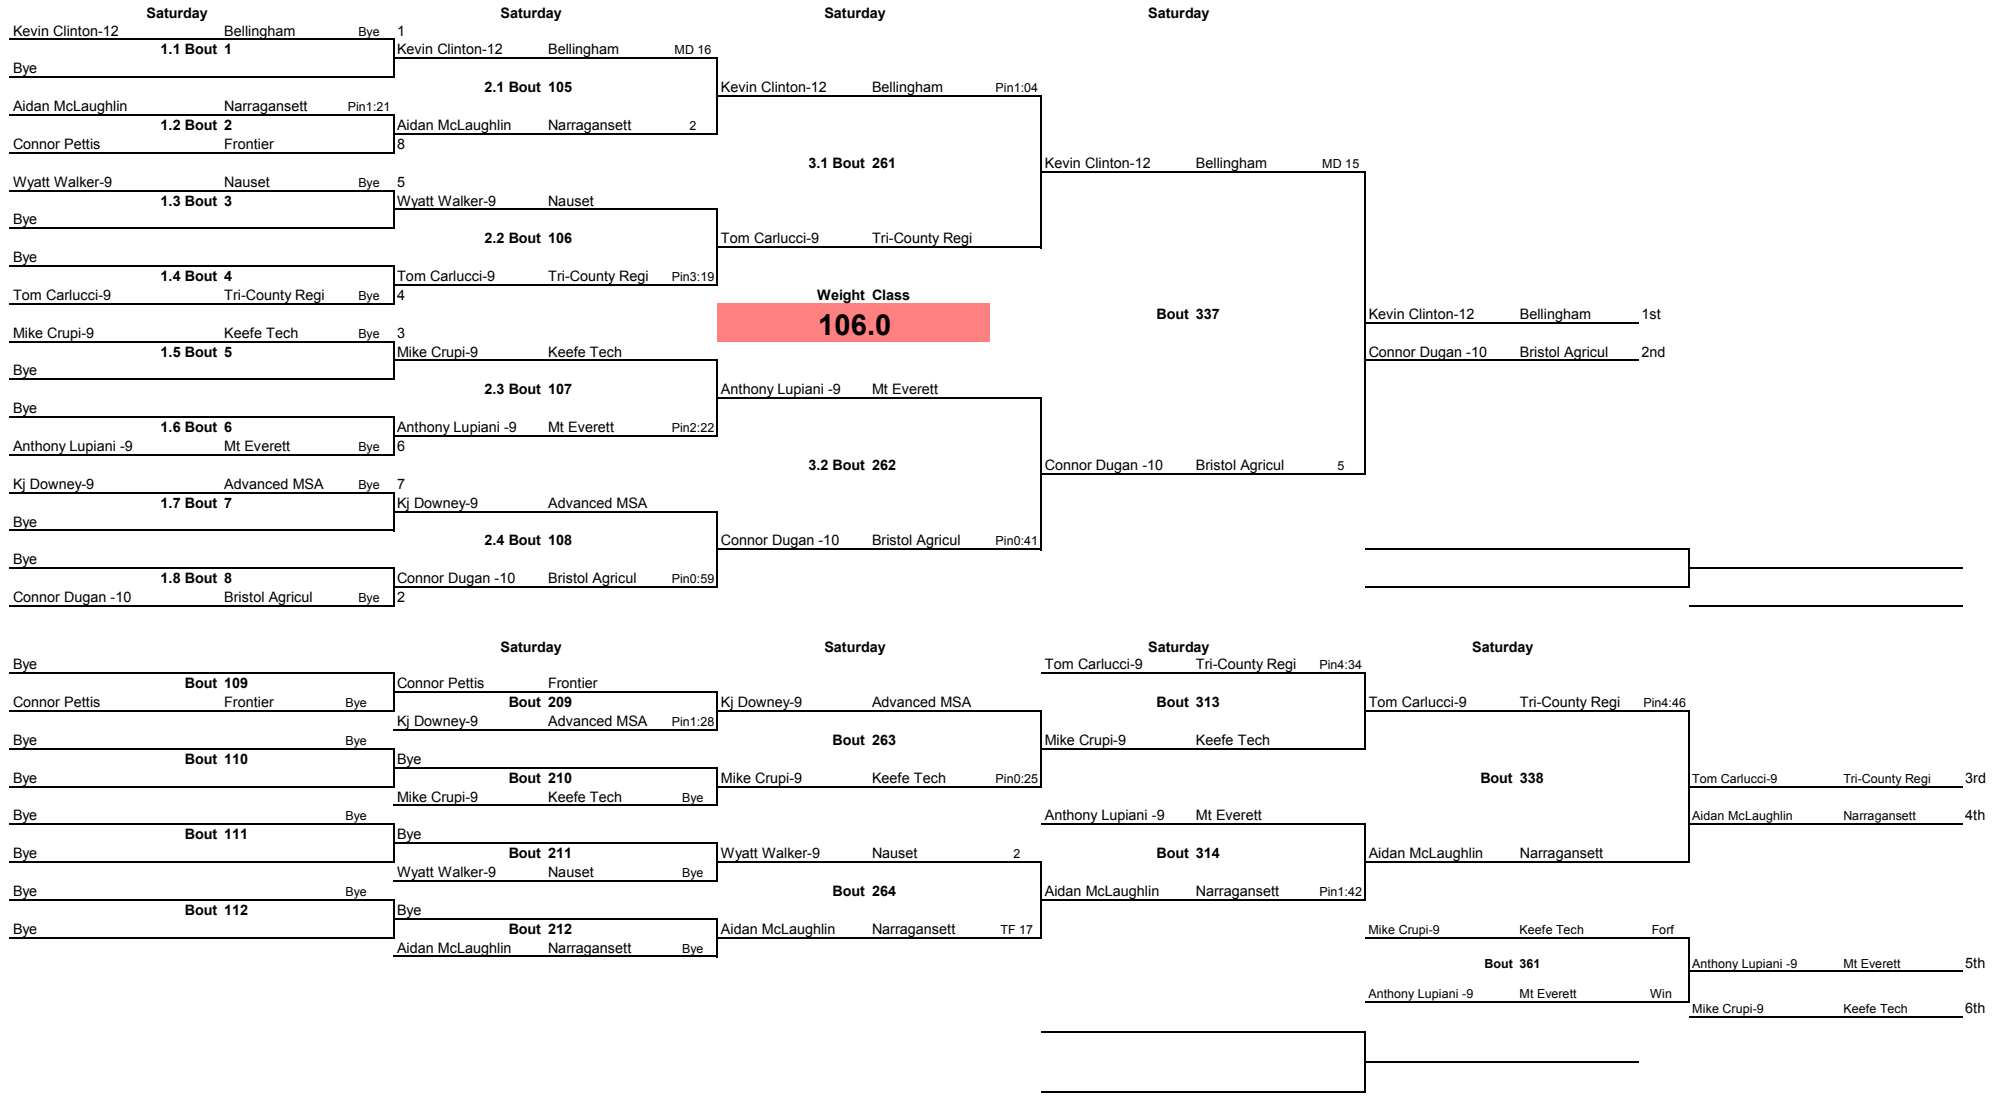 Saturday Saturday Saturday Saturday
Kevin Clinton-12 Bellingham Bye 1
1.1 Bout 1 Kevin Clinton-12 Bellingham MD 16
Bye
2.1 Bout 105 Kevin Clinton-12 Bellingham Pin1:04
Aidan McLaughlin Narragansett Pin1:21
1.2 Bout 2 Aidan McLaughlin Narragansett 2
Connor Pettis Frontier 8
3.1 Bout 261 Kevin Clinton-12 Bellingham MD 15
Wyatt Walker-9 Nauset Bye 5
1.3 Bout 3 Wyatt Walker-9 Nauset
Bye
2.2 Bout 106 Tom Carlucci-9 Tri-County Regi
Bye
1.4 Bout 4 Tom Carlucci-9 Tri-County Regi Pin3:19
Tom Carlucci-9 Tri-County Regi Bye 4 Weight Class
106.0 Bout 337 Kevin Clinton-12 Bellingham 1st
Mike Crupi-9 Keefe Tech Bye 3
1.5 Bout 5 Mike Crupi-9 Keefe Tech Connor Dugan -10 Bristol Agricul 2nd
Bye
2.3 Bout 107 Anthony Lupiani -9 Mt Everett
Bye
1.6 Bout 6 Anthony Lupiani -9 Mt Everett Pin2:22
Anthony Lupiani -9 Mt Everett Bye 6
3.2 Bout 262 Connor Dugan -10 Bristol Agricul 5
Kj Downey-9 Advanced MSA Bye 7
1.7 Bout 7 Kj Downey-9 Advanced MSA
Bye
2.4 Bout 108 Connor Dugan -10 Bristol Agricul Pin0:41
Bye
1.8 Bout 8 Connor Dugan -10 Bristol Agricul Pin0:59
Connor Dugan -10 Bristol Agricul Bye 2
Saturday Saturday Saturday Saturday
Bye Tom Carlucci-9 Tri-County Regi Pin4:34
Bout 109 Connor Pettis Frontier
Connor Pettis Frontier Bye Bout 209 Kj Downey-9 Advanced MSA Bout 313 Tom Carlucci-9 Tri-County Regi Pin4:46
Kj Downey-9 Advanced MSA Pin1:28
Bye Bye Bout 263 Mike Crupi-9 Keefe Tech
Bout 110 Bye
Bye Bout 210 Mike Crupi-9 Keefe Tech Pin0:25 Bout 338 Tom Carlucci-9 Tri-County Regi 3rd
Mike Crupi-9 Keefe Tech Bye
Bye Bye Anthony Lupiani -9 Mt Everett Aidan McLaughlin Narragansett 4th
Bout 111 Bye
Bye Bout 211 Wyatt Walker-9 Nauset 2 Bout 314 Aidan McLaughlin Narragansett
Wyatt Walker-9 Nauset Bye
Bye Bye Bout 264 Aidan McLaughlin Narragansett Pin1:42
Bout 112 Bye
Bye Bout 212 Aidan McLaughlin Narragansett TF 17 Mike Crupi-9 Keefe Tech Forf
Aidan McLaughlin Narragansett Bye
Bout 361 Anthony Lupiani -9 Mt Everett 5th
Anthony Lupiani -9 Mt Everett Win
Mike Crupi-9 Keefe Tech 6th